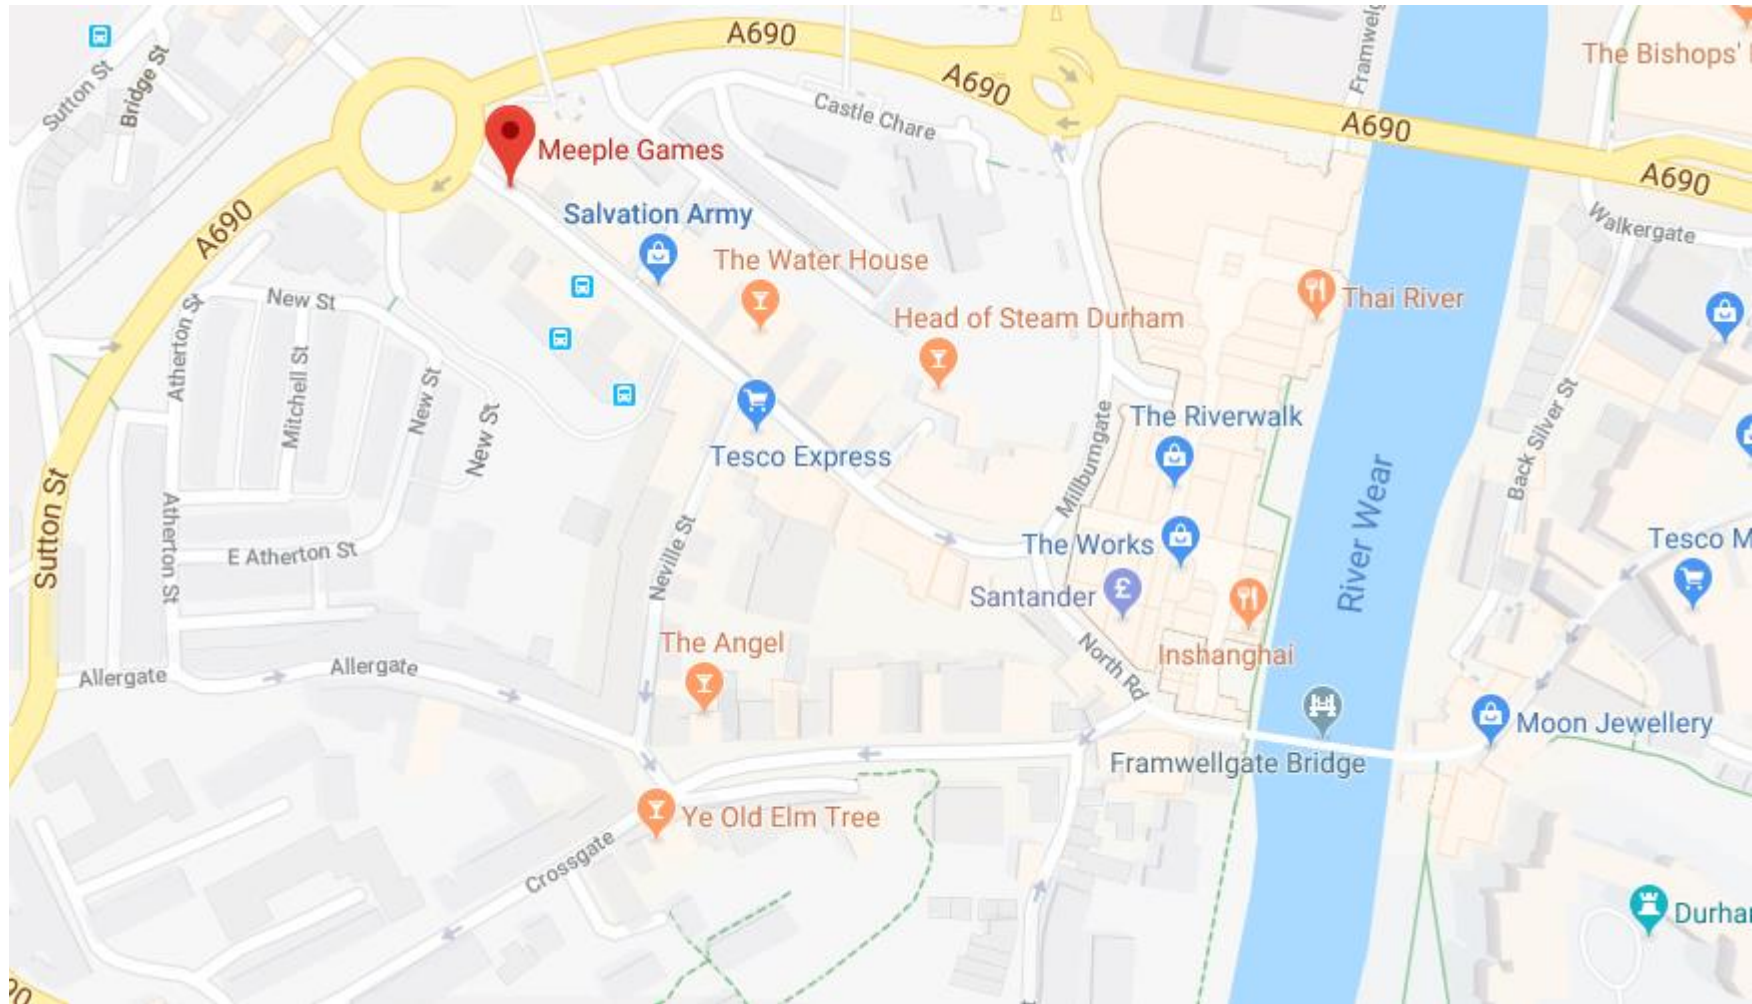 A690
Framwelg
The Bishops'
Sutton St
Bridge St
A690
Castle Chare
A690
Meeple Games
A690
Salvation Army
A690
Walkergate
The Water House
Atherton St
New St
Thai River
Head of Steam Durham
Mitchell St
New St
New St
Millburngate
The Riverwalk
Back Silver St
Tesco Express
River Wear
Sutton St
Atherton St
E Atherton St
Neville St
The Works
Tesco M
Santander
£
The Angel
Inshanghai
North Rd
Allergate
Allergate
Moon Jewellery
Framwellgate Bridge
Ye Old Elm Tree
Crossgate
Durha
90